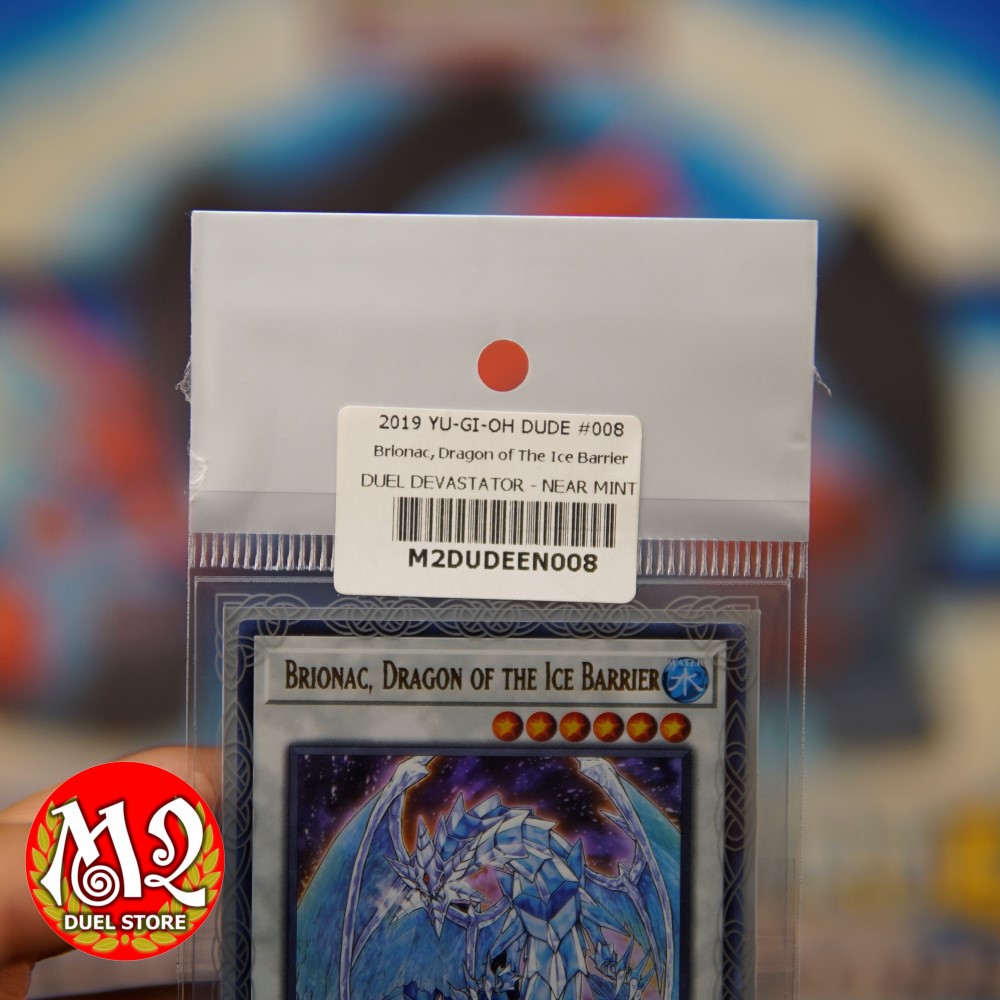 2019 YU-GI-OH DUDE #008
Brionac, Dragon of The Ice Barrier
DUEL DEVASTATOR - NEAR MINT
M2DUDEEN008
BRIONAC, DRAGON OF THE ICE BARRIER
WATER
水
M2
DUEL STORE